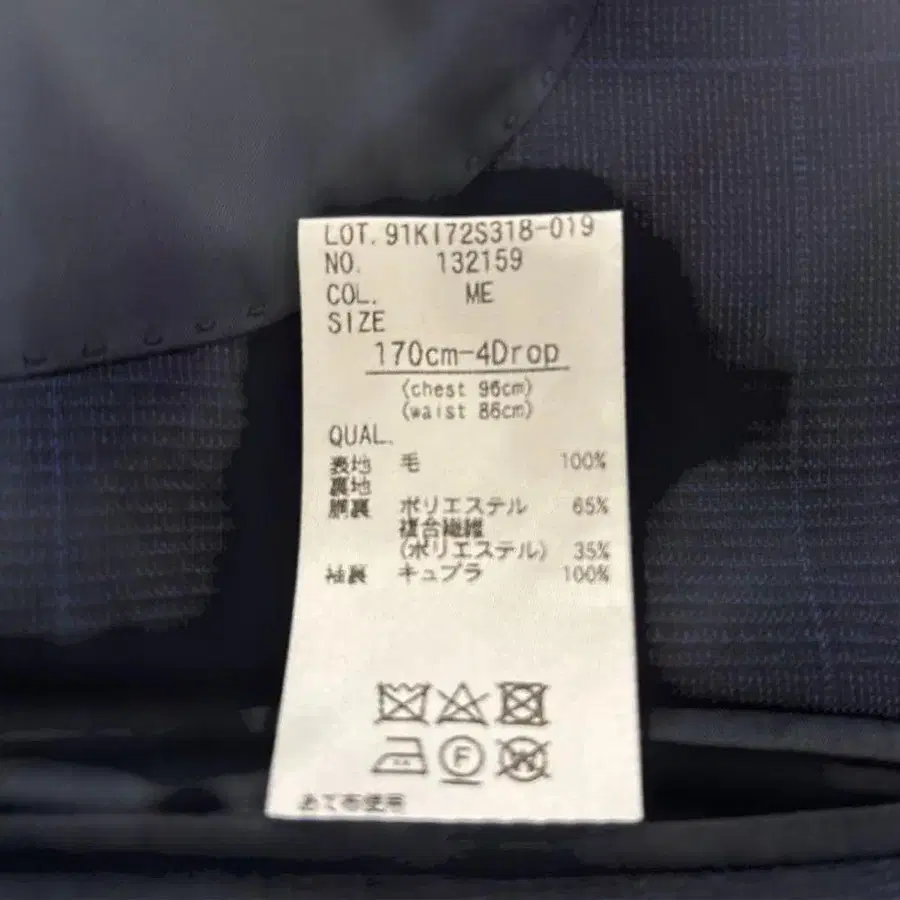 LOT. 91KI72S318-019
NO. 132159
COL. ME
SIZE
170cm-4Drop
(chest 96cm)
(waist 86cm)
QUAL.
表地 毛 100%
裏地
胴裏 ポリエステル 65%
複合繊維
(ポリエステル) 35%
袖裏 キュプラ 100%
F
W
あて布使用